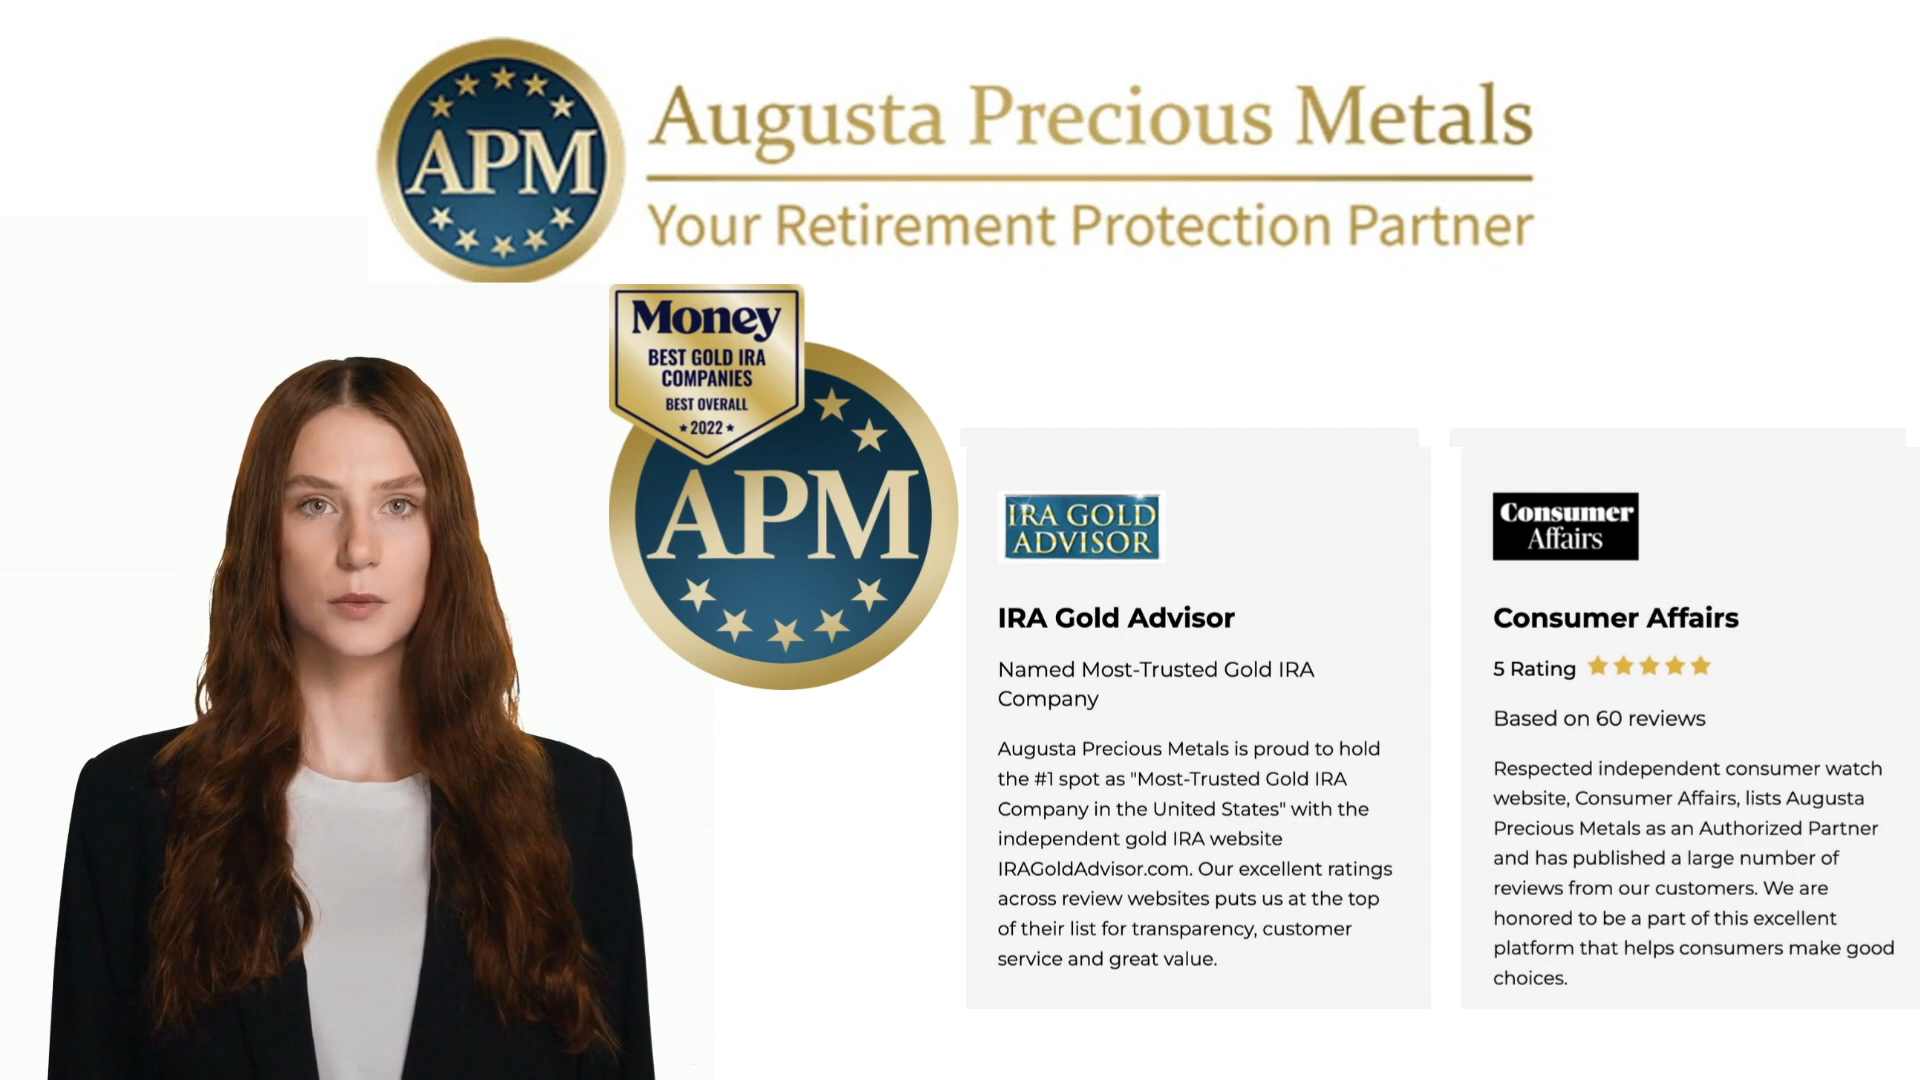 APM
Augusta Precious Metals
Your Retirement Protection Partner
Money
BEST GOLD IRA
COMPANIES
BEST OVERALL
2022
APM
IRA GOLD
ADVISOR
IRA Gold Advisor
Named Most-Trusted Gold IRA
Company
Augusta Precious Metals is proud to hold
the #1 spot as "Most-Trusted Gold IRA
Company in the United States" with the
independent gold IRA website
IRAGoldAdvisor.com. Our excellent ratings
across review websites puts us at the top
of their list for transparency, customer
service and great value.
Consumer
Affairs
Consumer Affairs
5 Rating
Based on 60 reviews
Respected independent consumer watch
website, Consumer Affairs, lists Augusta
Precious Metals as an Authorized Partner
and has published a large number of
reviews from our customers. We are
honored to be a part of this excellent
platform that helps consumers make good
choices.